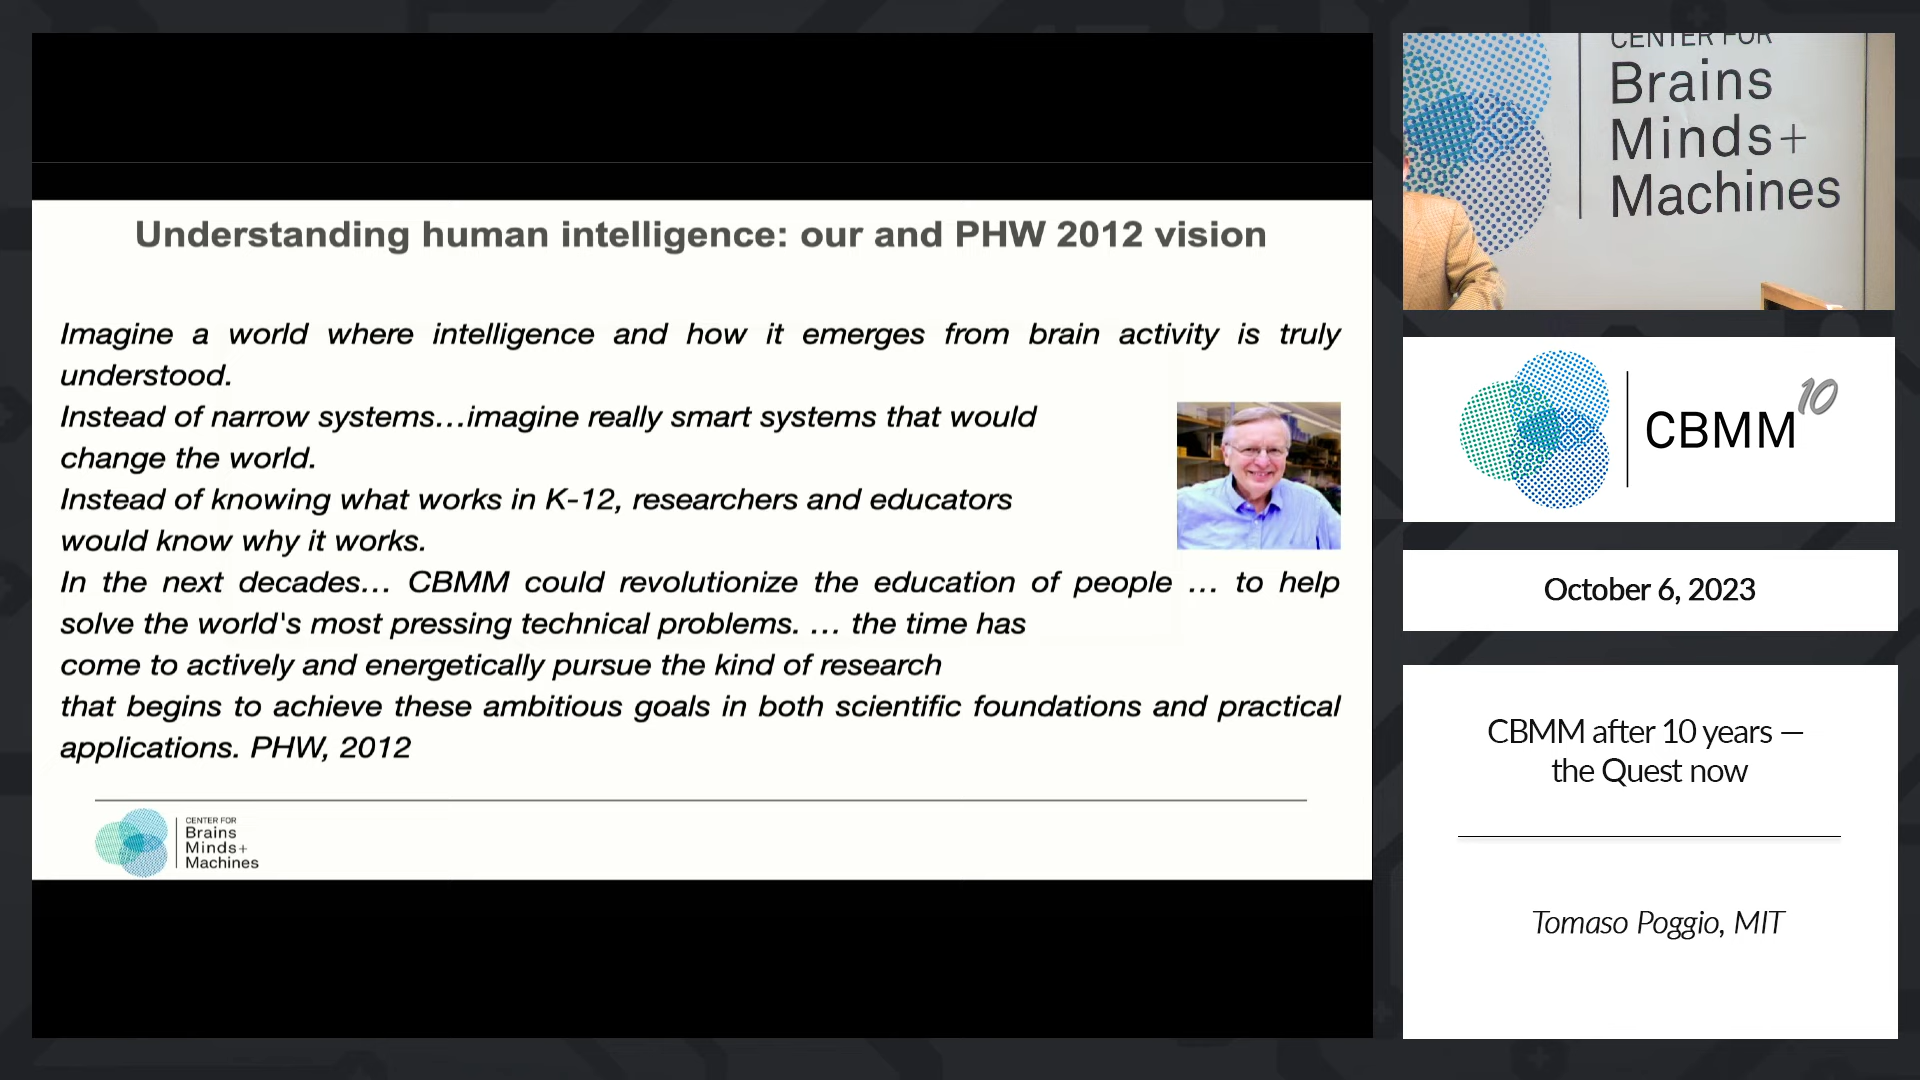 Understanding human intelligence: our and PHW 2012 vision
Imagine a world where intelligence and how it emerges from brain activity is truly
understood.
Instead of narrow systems…imagine really smart systems that would
change the world.
Instead of knowing what works in K-12, researchers and educators
would know why it works.
In the next decades… CBMM could revolutionize the education of people … to help
solve the world's most pressing technical problems. … the time has
come to actively and energetically pursue the kind of research
that begins to achieve these ambitious goals in both scientific foundations and practical
applications. PHW, 2012
CENTER FOR
Brains
Minds+
Machines
CENTER FOR
Brains
Minds+
Machines
CBMM10
October 6, 2023
CBMM after 10 years —
the Quest now
Tomaso Poggio, MIT